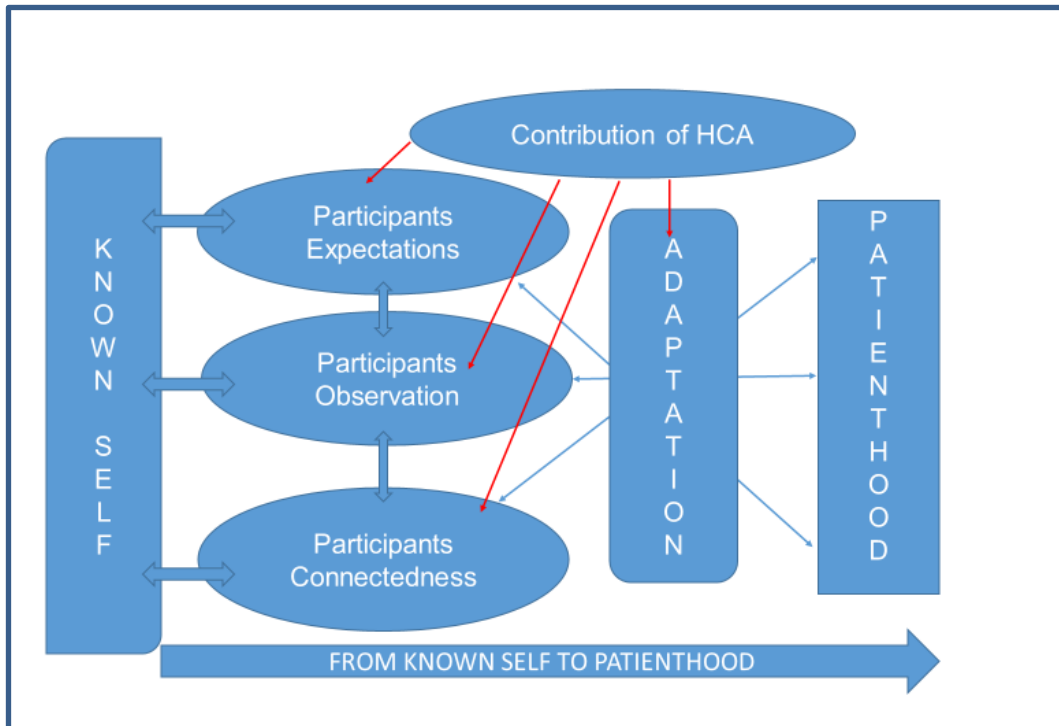 Contribution of HCA
KNOWN SELF
Participants
Expectations
Participants
Observation
Participants
Connectedness
ADAPTATION
PATIENTHOOD
FROM KNOWN SELF TO PATIENTHOOD